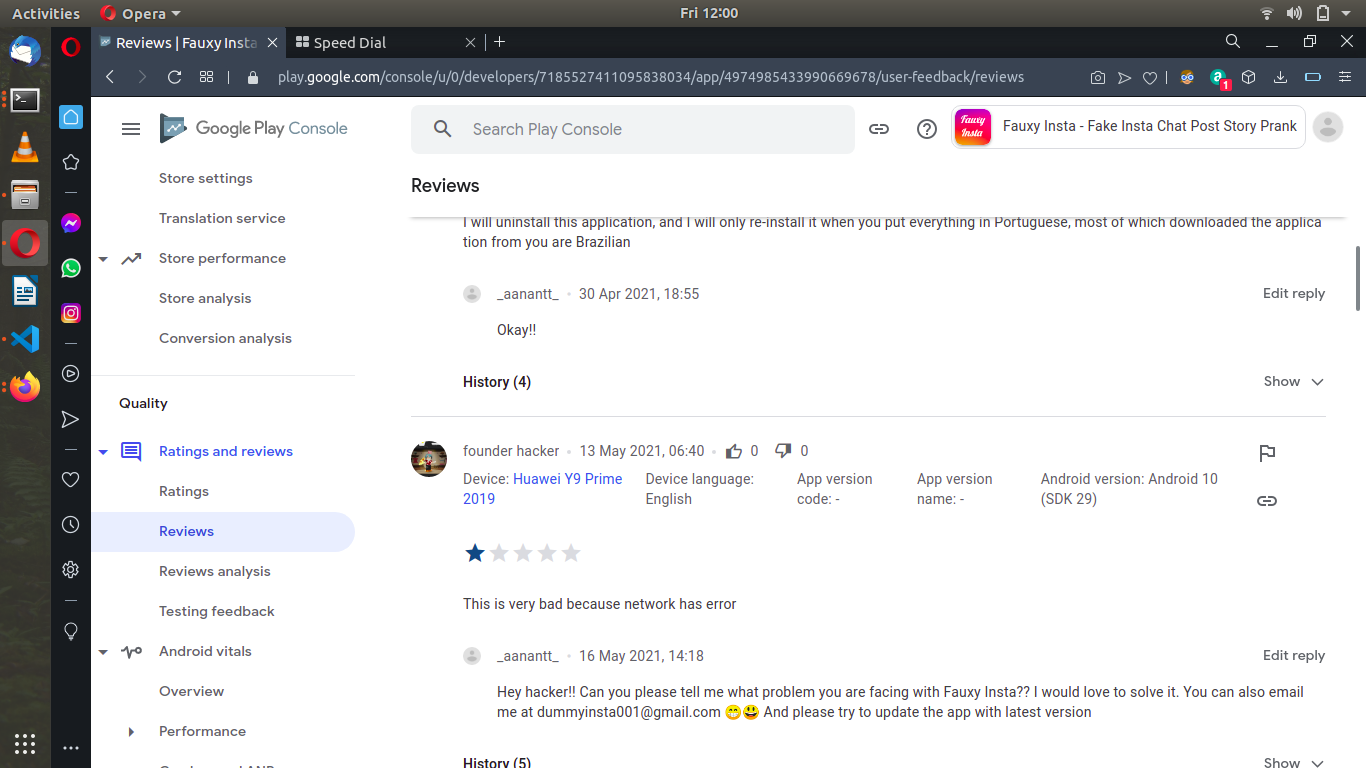 Activities
Opera
Fri 12:00
Reviews | Fauxy Insta
Speed Dial
play.google.com/console/u/0/developers/7185527411095838034/app/4974985433990669678/user-feedback/reviews
1
Google Play Console
Search Play Console
Fauxy Insta
Fauxy Insta - Fake Insta Chat Post Story Prank
Store settings
Translation service
Store performance
Store analysis
Conversion analysis
Quality
Ratings and reviews
Ratings
Reviews
Reviews analysis
Testing feedback
Android vitals
Overview
Performance
Reviews
I will uninstall this application, and I will only re-install it when you put everything in Portuguese, most of which downloaded the applica
tion from you are Brazilian
_aanantt_ • 30 Apr 2021, 18:55
Edit reply
Okay!!
History (4)
Show
founder hacker • 13 May 2021, 06:40 • 0 0
Device: Huawei Y9 Prime
2019
Device language:
English
App version
code: -
App version
name: -
Android version: Android 10
(SDK 29)
This is very bad because network has error
_aanantt_ • 16 May 2021, 14:18
Edit reply
Hey hacker!! Can you please tell me what problem you are facing with Fauxy Insta?? I would love to solve it. You can also email
me at dummyinsta001@gmail.com 😁😃 And please try to update the app with latest version
History (5)
Show